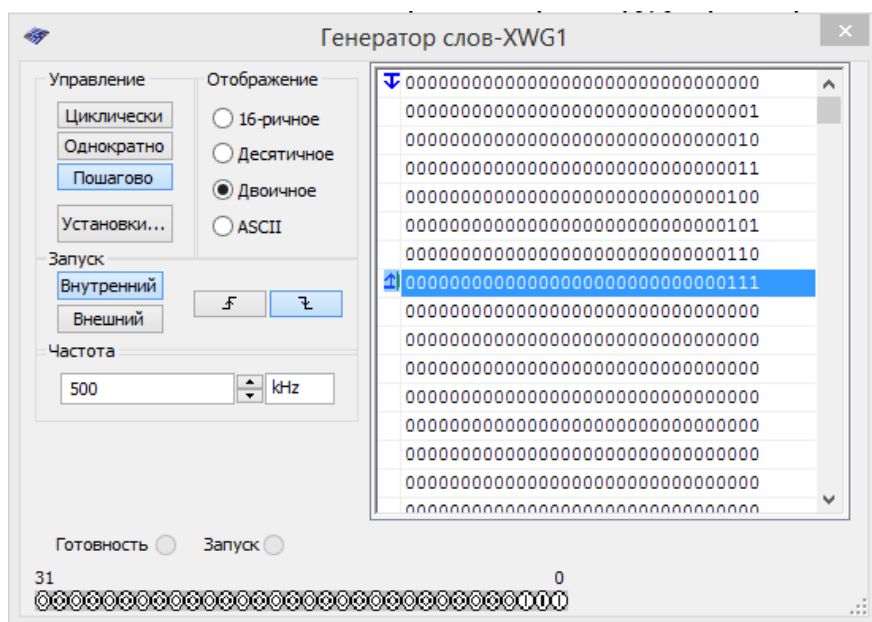 Генератор слов-XWG1
Управление
Циклически
Однократно
Пошагово
Установки...
Отображение
16-ричное
Десятичное
Двоичное
ASCII
Запуск
Внутренний
Внешний
Частота
500
kHz
00000000000000000000000000000000
00000000000000000000000000000001
00000000000000000000000000000010
00000000000000000000000000000011
00000000000000000000000000000100
00000000000000000000000000000101
00000000000000000000000000000110
00000000000000000000000000000111
00000000000000000000000000000000
00000000000000000000000000000000
00000000000000000000000000000000
00000000000000000000000000000000
00000000000000000000000000000000
00000000000000000000000000000000
00000000000000000000000000000000
00000000000000000000000000000000
Готовность
Запуск
31 0
00000000000000000000000000000111